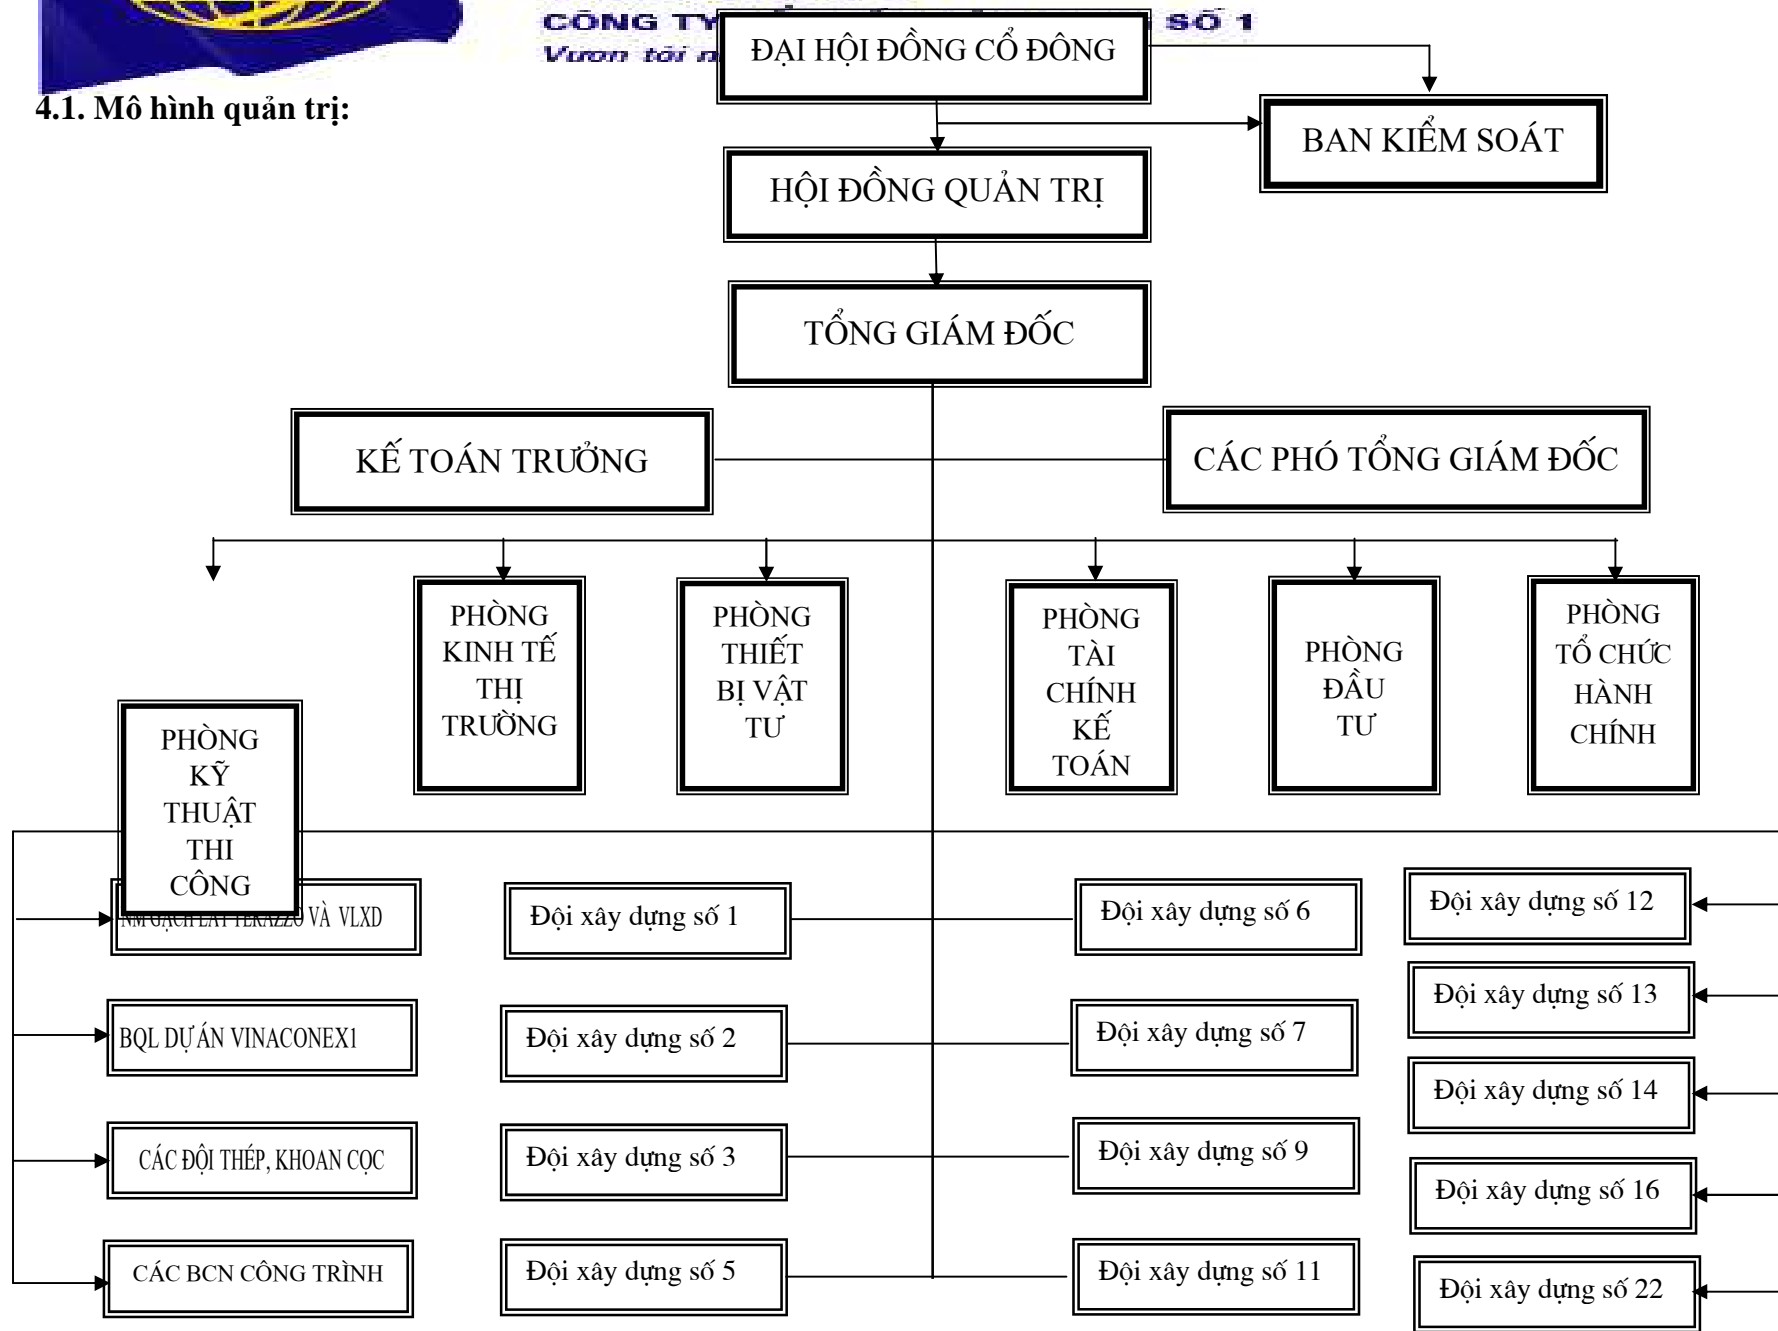 CÔNG TY SỐ 1
Vươn tới
ĐẠI HỘI ĐỒNG CỔ ĐÔNG
4.1. Mô hình quản trị:
BAN KIỂM SOÁT
HỘI ĐỒNG QUẢN TRỊ
TỔNG GIÁM ĐỐC
KẾ TOÁN TRƯỞNG
CÁC PHÓ TỔNG GIÁM ĐỐC
PHÒNG
KỸ
THUẬT
THI
CÔNG
PHÒNG
KINH TẾ
THỊ
TRƯỜNG
PHÒNG
THIẾT
BỊ VẬT
TƯ
PHÒNG
TÀI
CHÍNH
KẾ
TOÁN
PHÒNG
ĐẦU
TƯ
PHÒNG
TỔ CHỨC
HÀNH
CHÍNH
NM GẠCH LÁT TERAZZO VÀ VLXD
Đội xây dựng số 1
Đội xây dựng số 6
Đội xây dựng số 12
BQL DỰ ÁN VINACONEX1
Đội xây dựng số 2
Đội xây dựng số 7
Đội xây dựng số 13
CÁC ĐỘI THÉP, KHOAN CỌC
Đội xây dựng số 3
Đội xây dựng số 9
Đội xây dựng số 14
Đội xây dựng số 16
CÁC BCN CÔNG TRÌNH
Đội xây dựng số 5
Đội xây dựng số 11
Đội xây dựng số 22